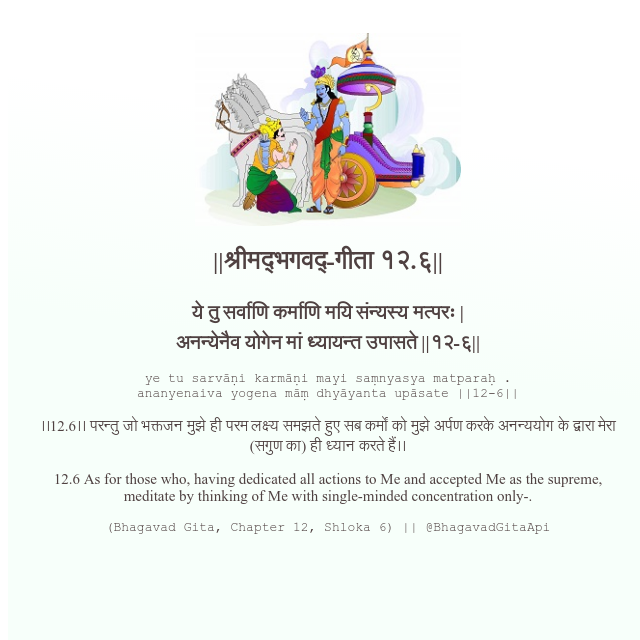 ||श्रीमद्‍भगवद्‍-गीता १२.६||
ये तु सर्वाणि कर्माणि मयि संन्यस्य मत्परः |
अनन्येनैव योगेन मां ध्यायन्त उपासते ||१२-६||
ye tu sarvāṇi karmāṇi mayi saṃnyasya matparaḥ .
ananyenaiva yogena māṃ dhyāyanta upāsate ||12-6||
।।12.6।। परन्तु जो भक्तजन मुझे ही परम लक्ष्य समझते हुए सब कर्मों को मुझे अर्पण करके अनन्ययोग के द्वारा मेरा
(सगुण का) ही ध्यान करते हैं।।
12.6 As for those who, having dedicated all actions to Me and accepted Me as the supreme,
meditate by thinking of Me with single-minded concentration only-.
(Bhagavad Gita, Chapter 12, Shloka 6) || @BhagavadGitaApi